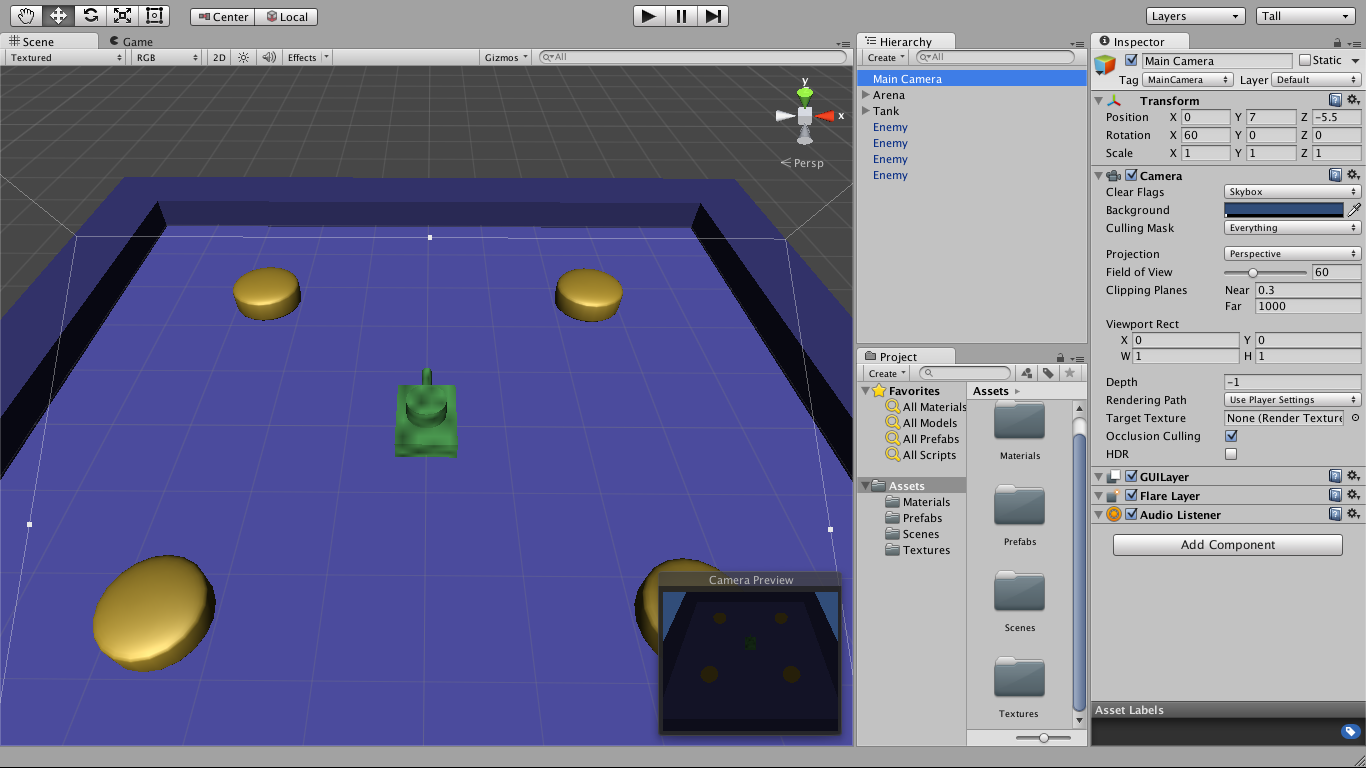 Center Local
Layers Tall
Scene Game
Textured RGB 2D Effects Gizmos All
y
x
Persp
Camera Preview
Hierarchy
Create All
Main Camera
Arena
Tank
Enemy
Enemy
Enemy
Enemy
Project
Create
Favorites
All Materials
All Models
All Prefabs
All Scripts
Assets
Materials
Prefabs
Scenes
Textures
Assets
Materials
Prefabs
Scenes
Textures
Inspector
Main Camera Static
Tag MainCamera Layer Default
Transform
Position X 0 Y 7 Z -5.5
Rotation X 60 Y 0 Z 0
Scale X 1 Y 1 Z 1
Camera
Clear Flags Skybox
Background
Culling Mask Everything
Projection Perspective
Field of View 60
Clipping Planes Near 0.3
Far 1000
Viewport Rect
X 0 Y 0
W 1 H 1
Depth -1
Rendering Path Use Player Settings
Target Texture None (Render Texture
Occlusion Culling
HDR
GUILayer
Flare Layer
Audio Listener
Add Component
Asset Labels